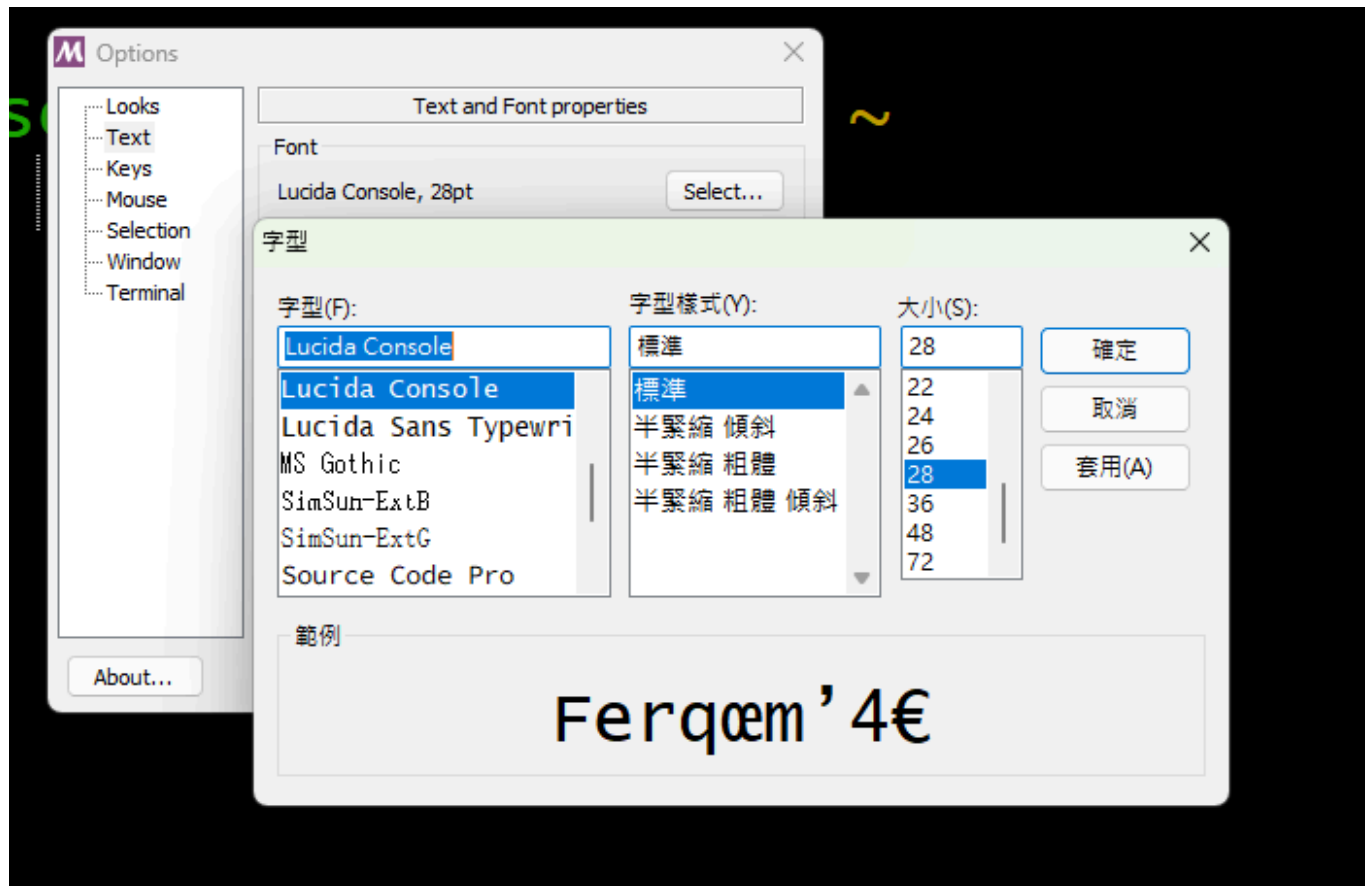 M Options
Looks
Text
Keys
Mouse
Selection
Window
Terminal
About...
Text and Font properties
Font
Lucida Console, 28pt
Select...
s
~
字型
字型(F):
Lucida Console
Lucida Console
Lucida Sans Typewri
MS Gothic
SimSun-ExtB
SimSun-ExtG
Source Code Pro
字型樣式(Y):
標準
標準
半緊縮 傾斜
半緊縮 粗體
半緊縮 粗體 傾斜
大小(S):
28
22
24
26
28
36
48
72
確定
取消
套用(A)
範例
Ferqœm’4€